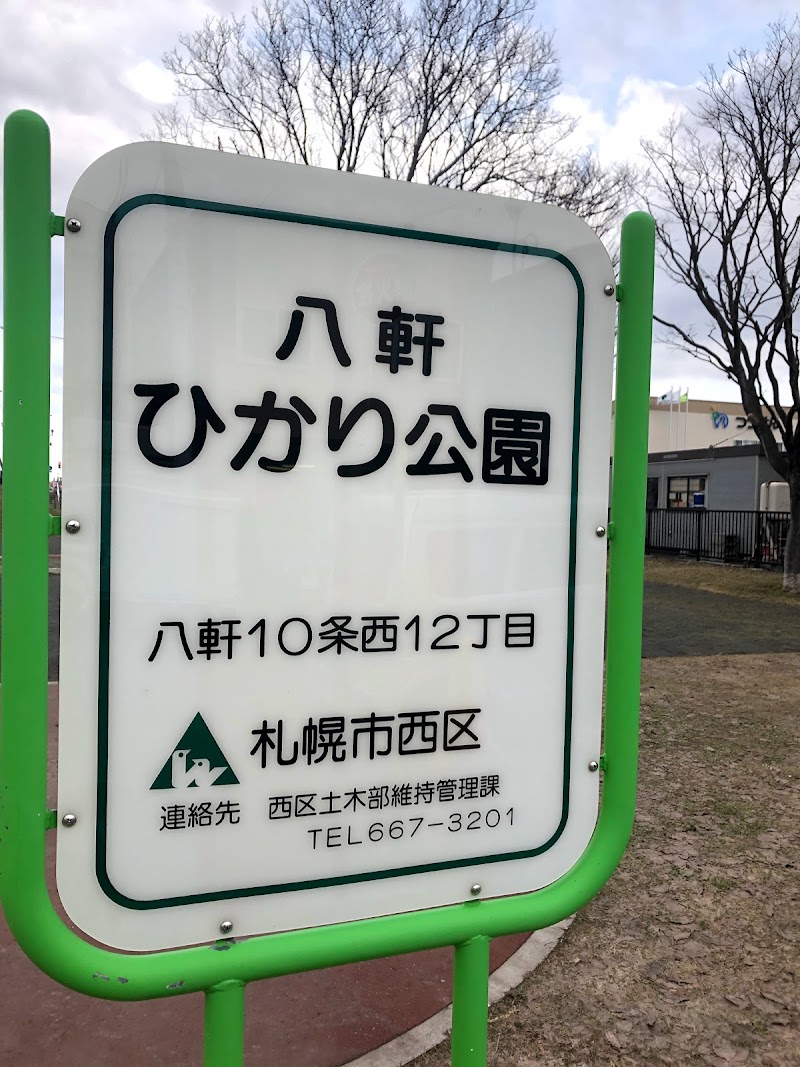 八軒
ひかり公園
八軒10条西12丁目
札幌市西区
連絡先 西区土木部維持管理課
TEL667-3201